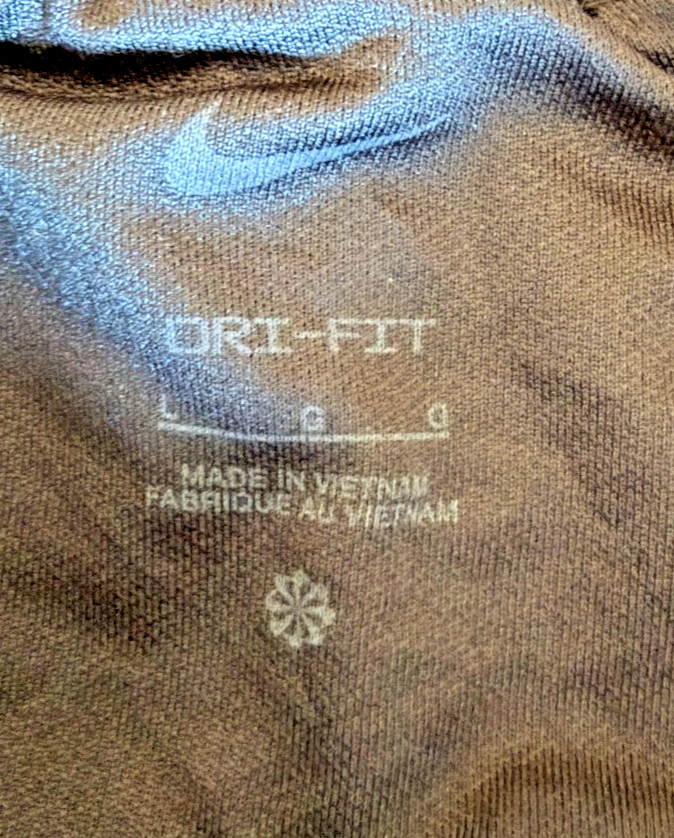 DRI-FIT
L G G
MADE IN VIETNAM
FABRIQUE AU VIETNAM